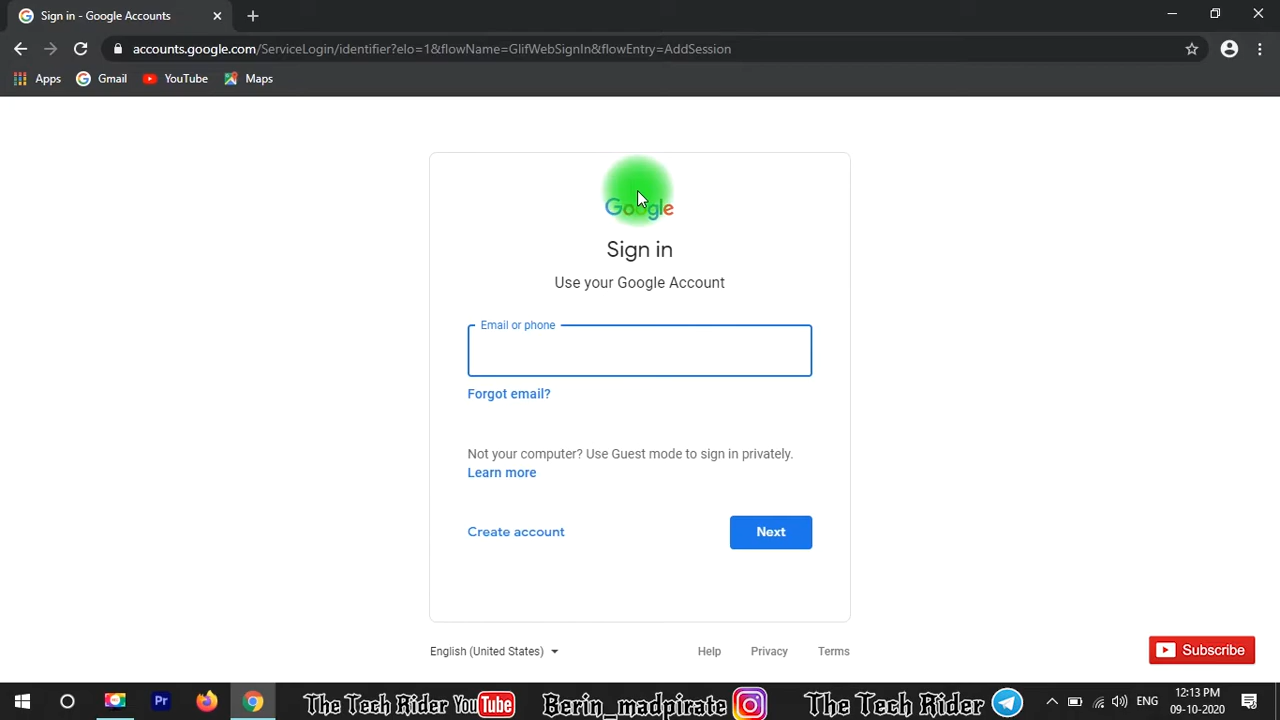 Sign in - Google Accounts
accounts.google.com/ServiceLogin/identifier?elo=1&flowName=GlifWebSignIn&flowEntry=AddSession
Apps Gmail YouTube Maps
Google
Sign in
Use your Google Account
Email or phone
Forgot email?
Not your computer? Use Guest mode to sign in privately.
Learn more
Create account Next
English (United States) Help Privacy Terms
Subscribe
Pr The Tech Rider YouTube Berin_madpirate The Tech Rider ENG 12:13 PM
09-10-2020